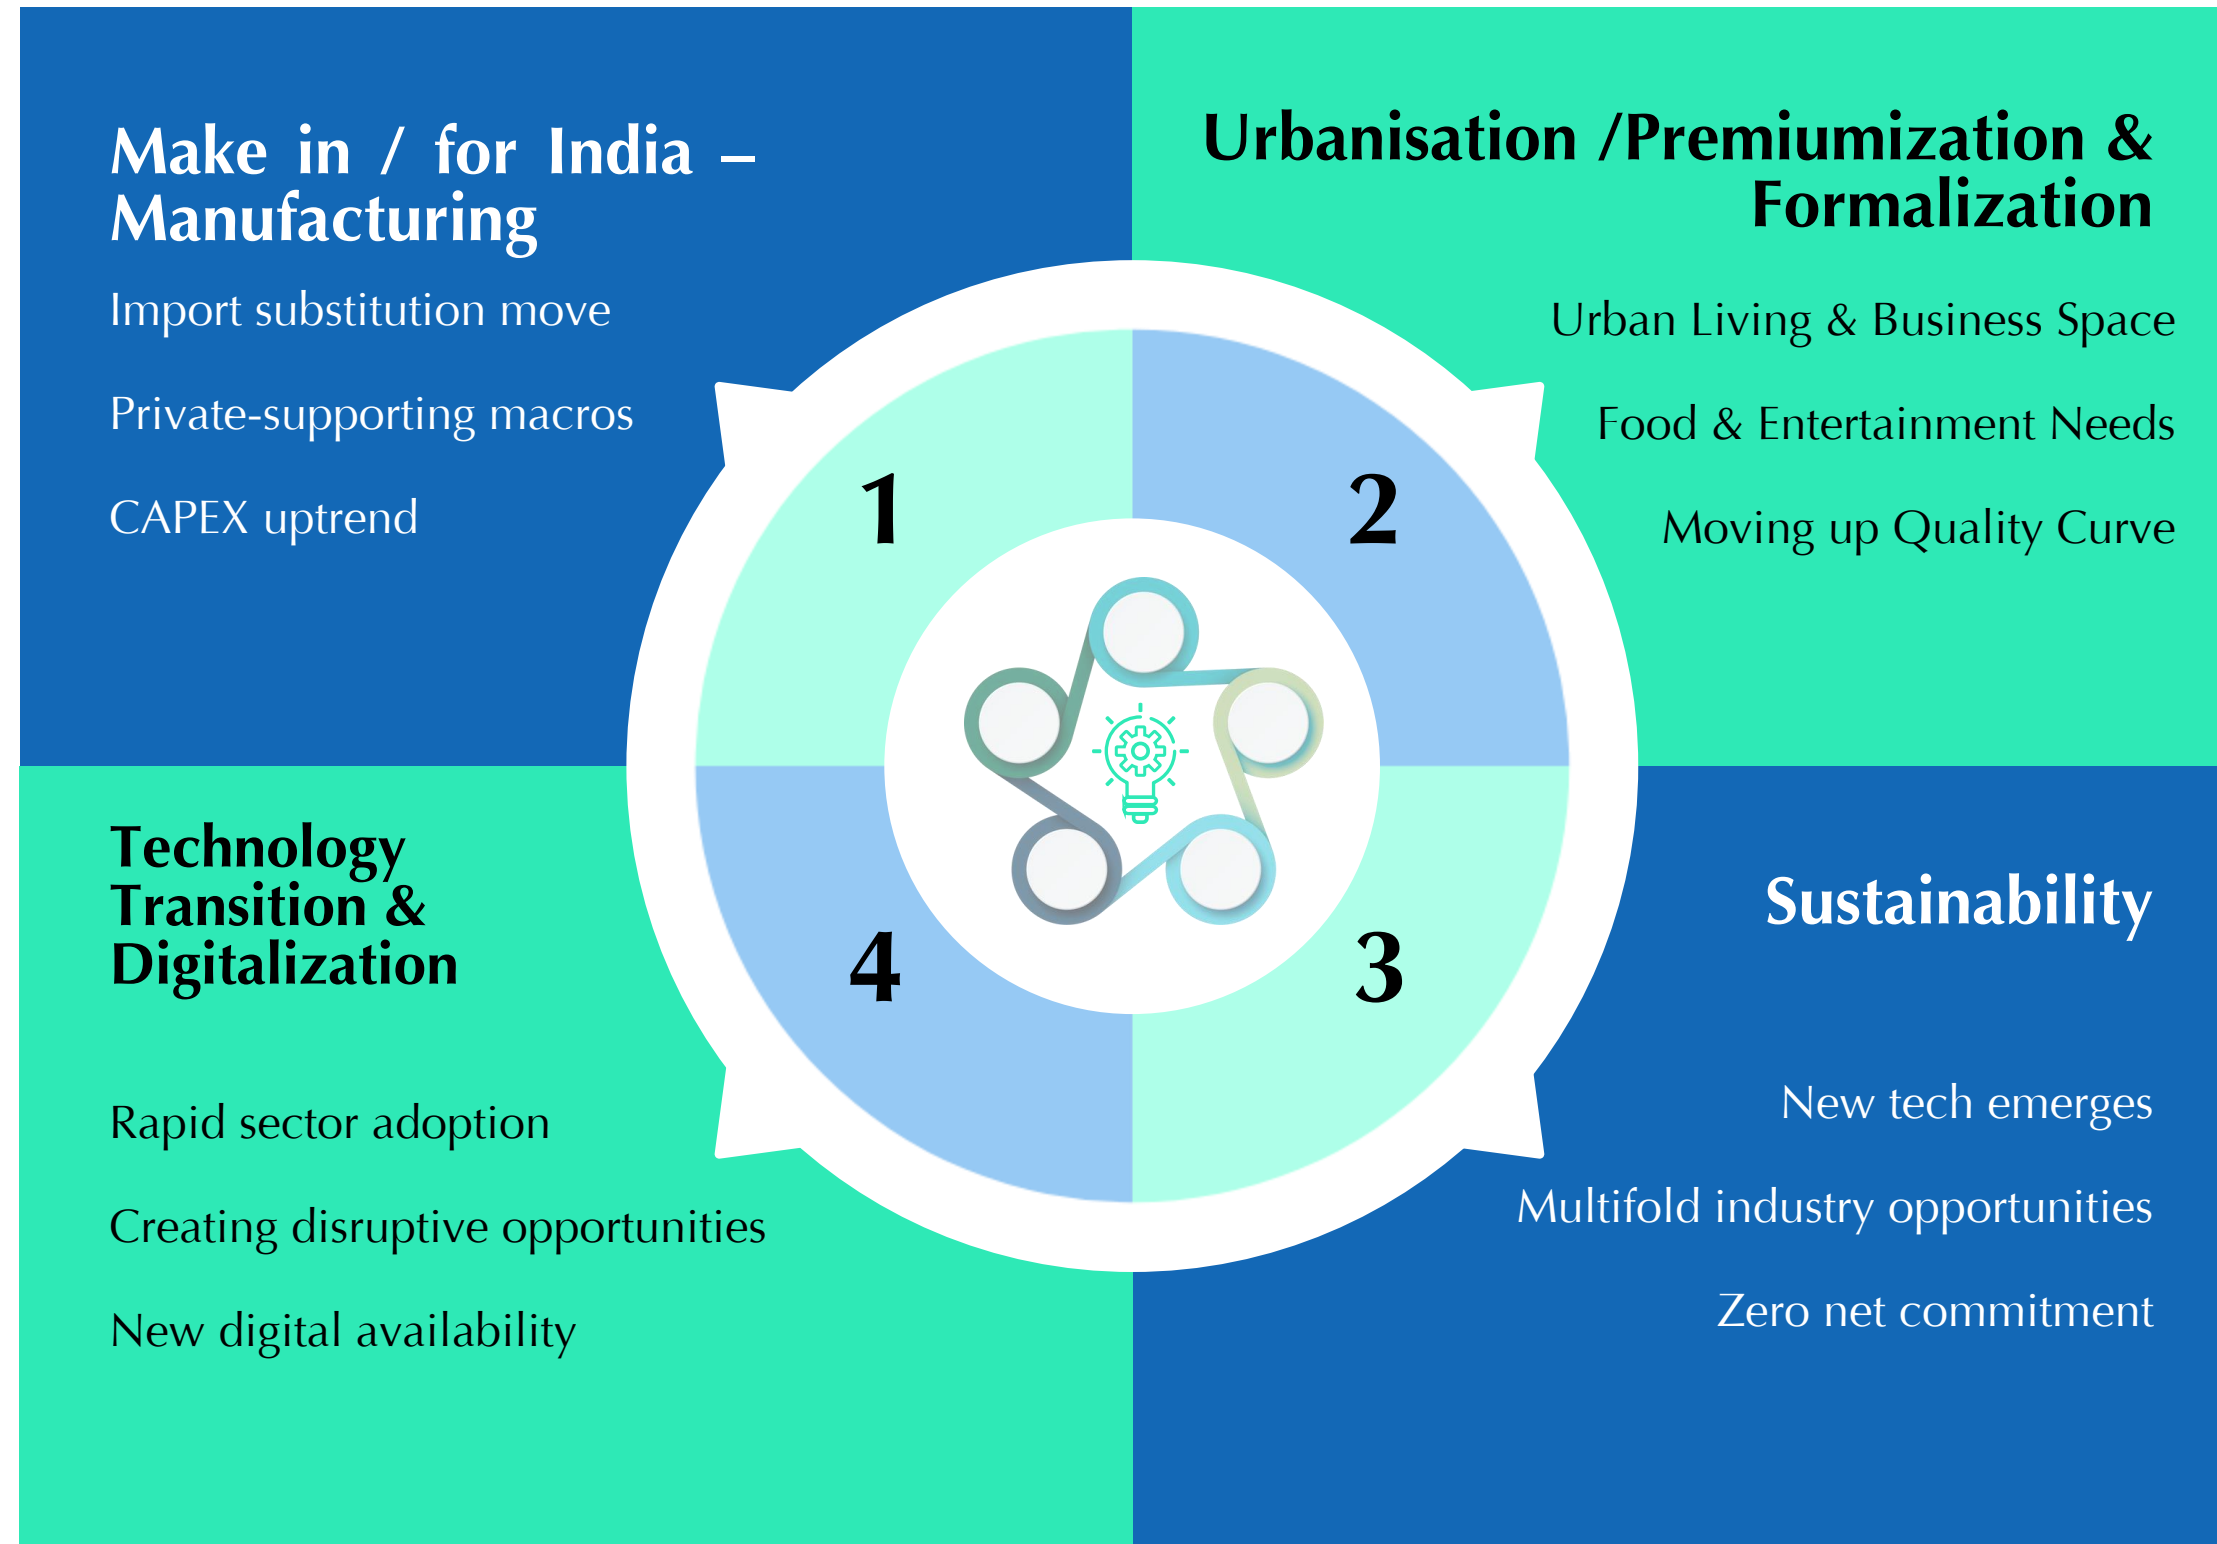 Make in / for India –
Manufacturing
Import substitution move
Private-supporting macros
CAPEX uptrend
1
Urbanisation /Premiumization &
Formalization
Urban Living & Business Space
Food & Entertainment Needs
Moving up Quality Curve
2
Sustainability
New tech emerges
Multifold industry opportunities
Zero net commitment
3
Technology
Transition &
Digitalization
Rapid sector adoption
Creating disruptive opportunities
New digital availability
4